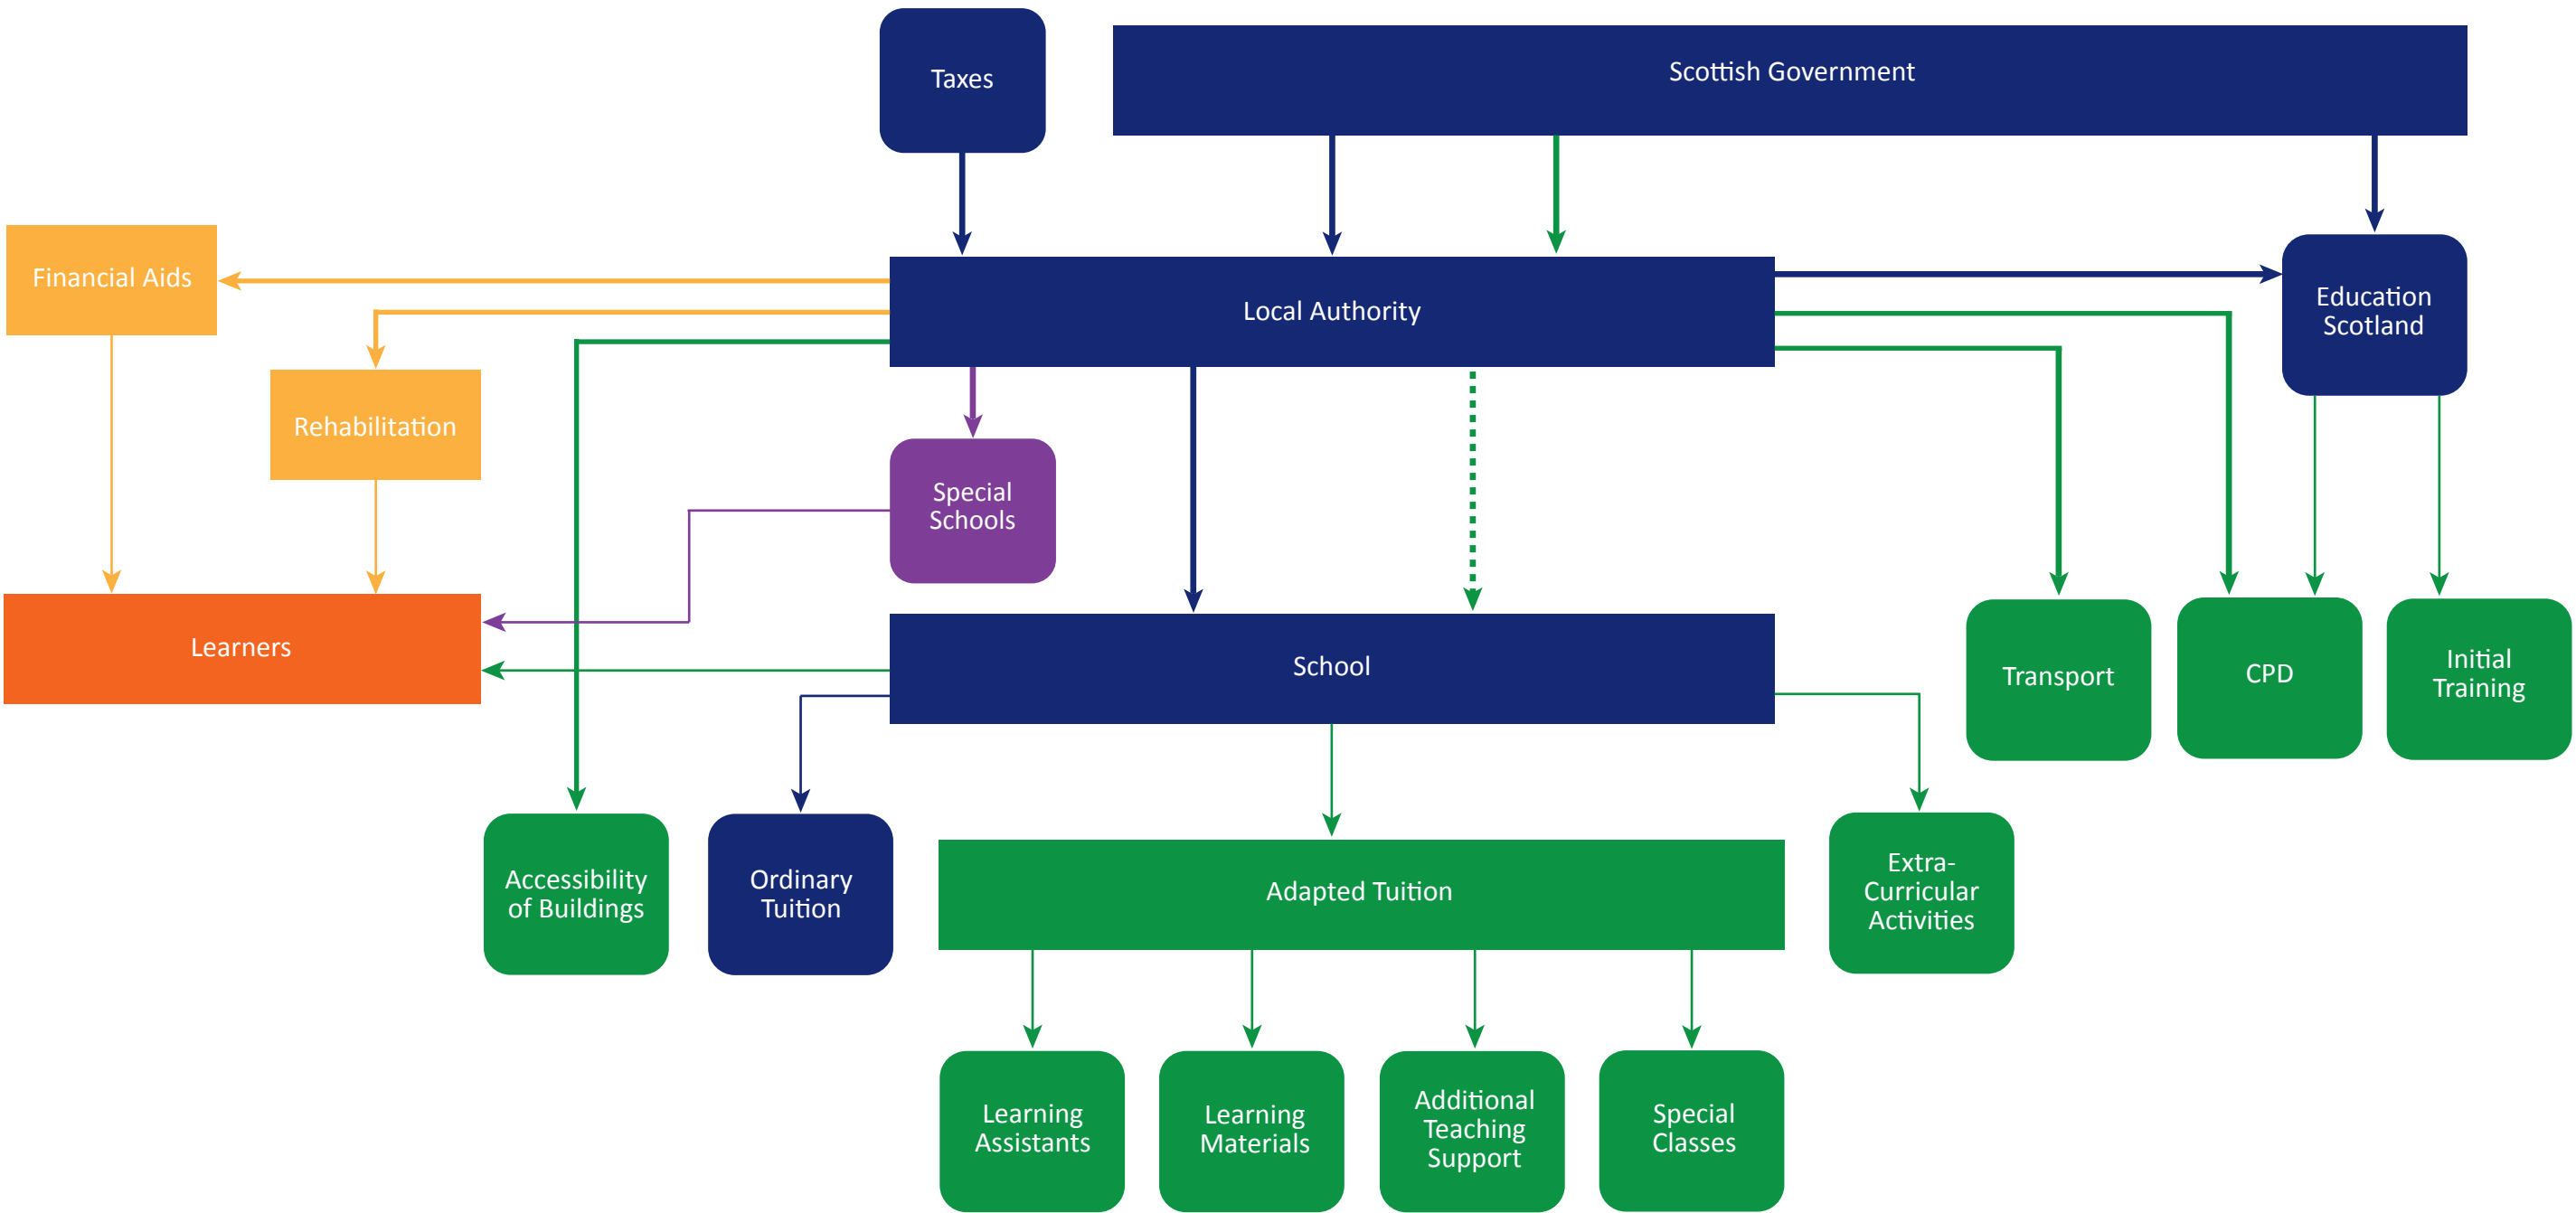 Taxes
Scottish Government
Financial Aids
Local Authority
Education
Scotland
Rehabilitation
Special
Schools
Learners
School
Transport
CPD
Initial
Training
Accessibility
of Buildings
Ordinary
Tuition
Adapted Tuition
Extra-
Curricular
Activities
Learning
Assistants
Learning
Materials
Additional
Teaching
Support
Special
Classes